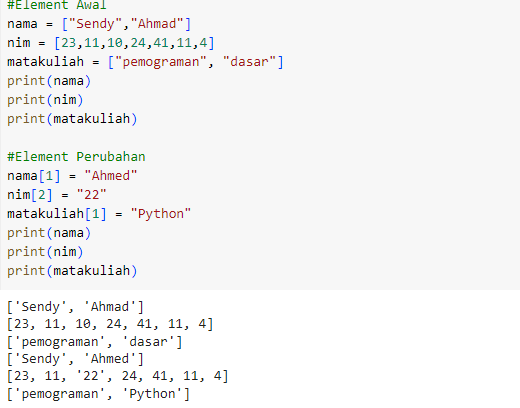 #Element Awal
nama = ["Sendy","Ahmad"]
nim = [23,11,10,24,41,11,4]
matakuliah = ["pemograman", "dasar"]
print(nama)
print(nim)
print(matakuliah)
#Element Perubahan
nama[1] = "Ahmed"
nim[2] = "22"
matakuliah[1] = "Python"
print(nama)
print(nim)
print(matakuliah)
['Sendy', 'Ahmad']
[23, 11, 10, 24, 41, 11, 4]
['pemograman', 'dasar']
['Sendy', 'Ahmed']
[23, 11, '22', 24, 41, 11, 4]
['pemograman', 'Python']